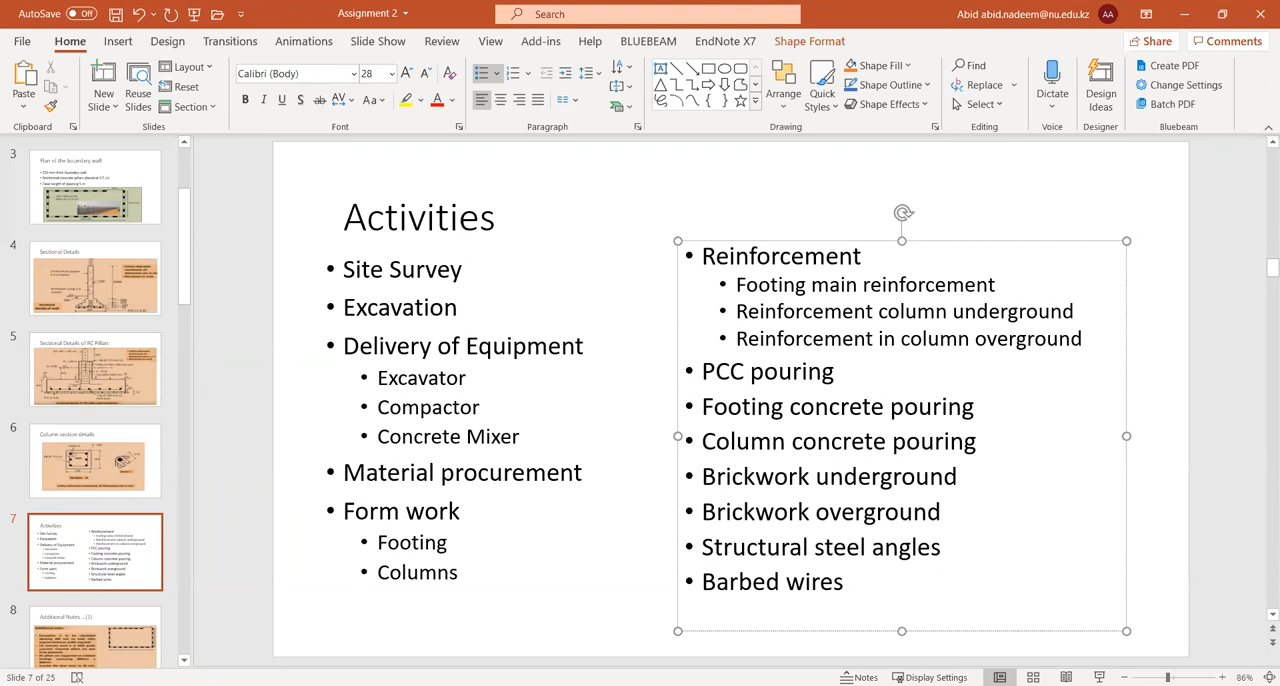 AutoSave Off
Assignment 2
Search
Abid abid.nadeem@nu.edu.kz AA
File Home Insert Design Transitions Animations Slide Show Review View Add-ins Help BLUEBEAM EndNote X7 Shape Format
Share Comments
Paste
New Slide
Reuse Slides
Layout
Reset
Section
Calibri (Body) 28
Arrange
Quick Styles
Shape Fill
Shape Outline
Shape Effects
Find
Replace
Select
Dictate
Design Ideas
Create PDF
Change Settings
Batch PDF
Clipboard Slides Font Paragraph Drawing Editing Voice Designer Bluebeam
3
Plan of the boundary wall
4
Sectional Details
5
Sectional Details of RC Pillars
6
Column section details
7
Activities
8
Additional Notes ...(1)
Activities
• Site Survey
• Excavation
• Delivery of Equipment
• Excavator
• Compactor
• Concrete Mixer
• Material procurement
• Form work
• Footing
• Columns
• Reinforcement
• Footing main reinforcement
• Reinforcement column underground
• Reinforcement in column overground
• PCC pouring
• Footing concrete pouring
• Column concrete pouring
• Brickwork underground
• Brickwork overground
• Structural steel angles
• Barbed wires
Slide 7 of 25
Notes
Display Settings
86%